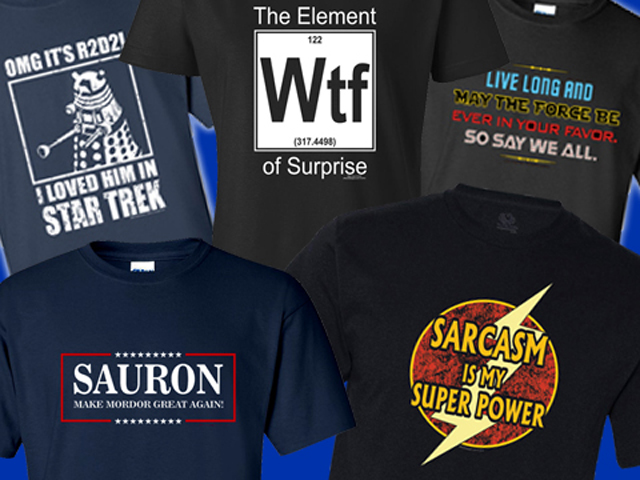 OMG IT'S R2D2!
I LOVED HIM IN
STAR TREK
The Element
122
Wtf
(317.4498)
of Surprise
LIVE LONG AND
MAY THE FORCE BE
EVER IN YOUR FAVOR.
SO SAY WE ALL.
SAURON
MAKE MORDOR GREAT AGAIN!
SARCASM
IS MY
SUPER POWER